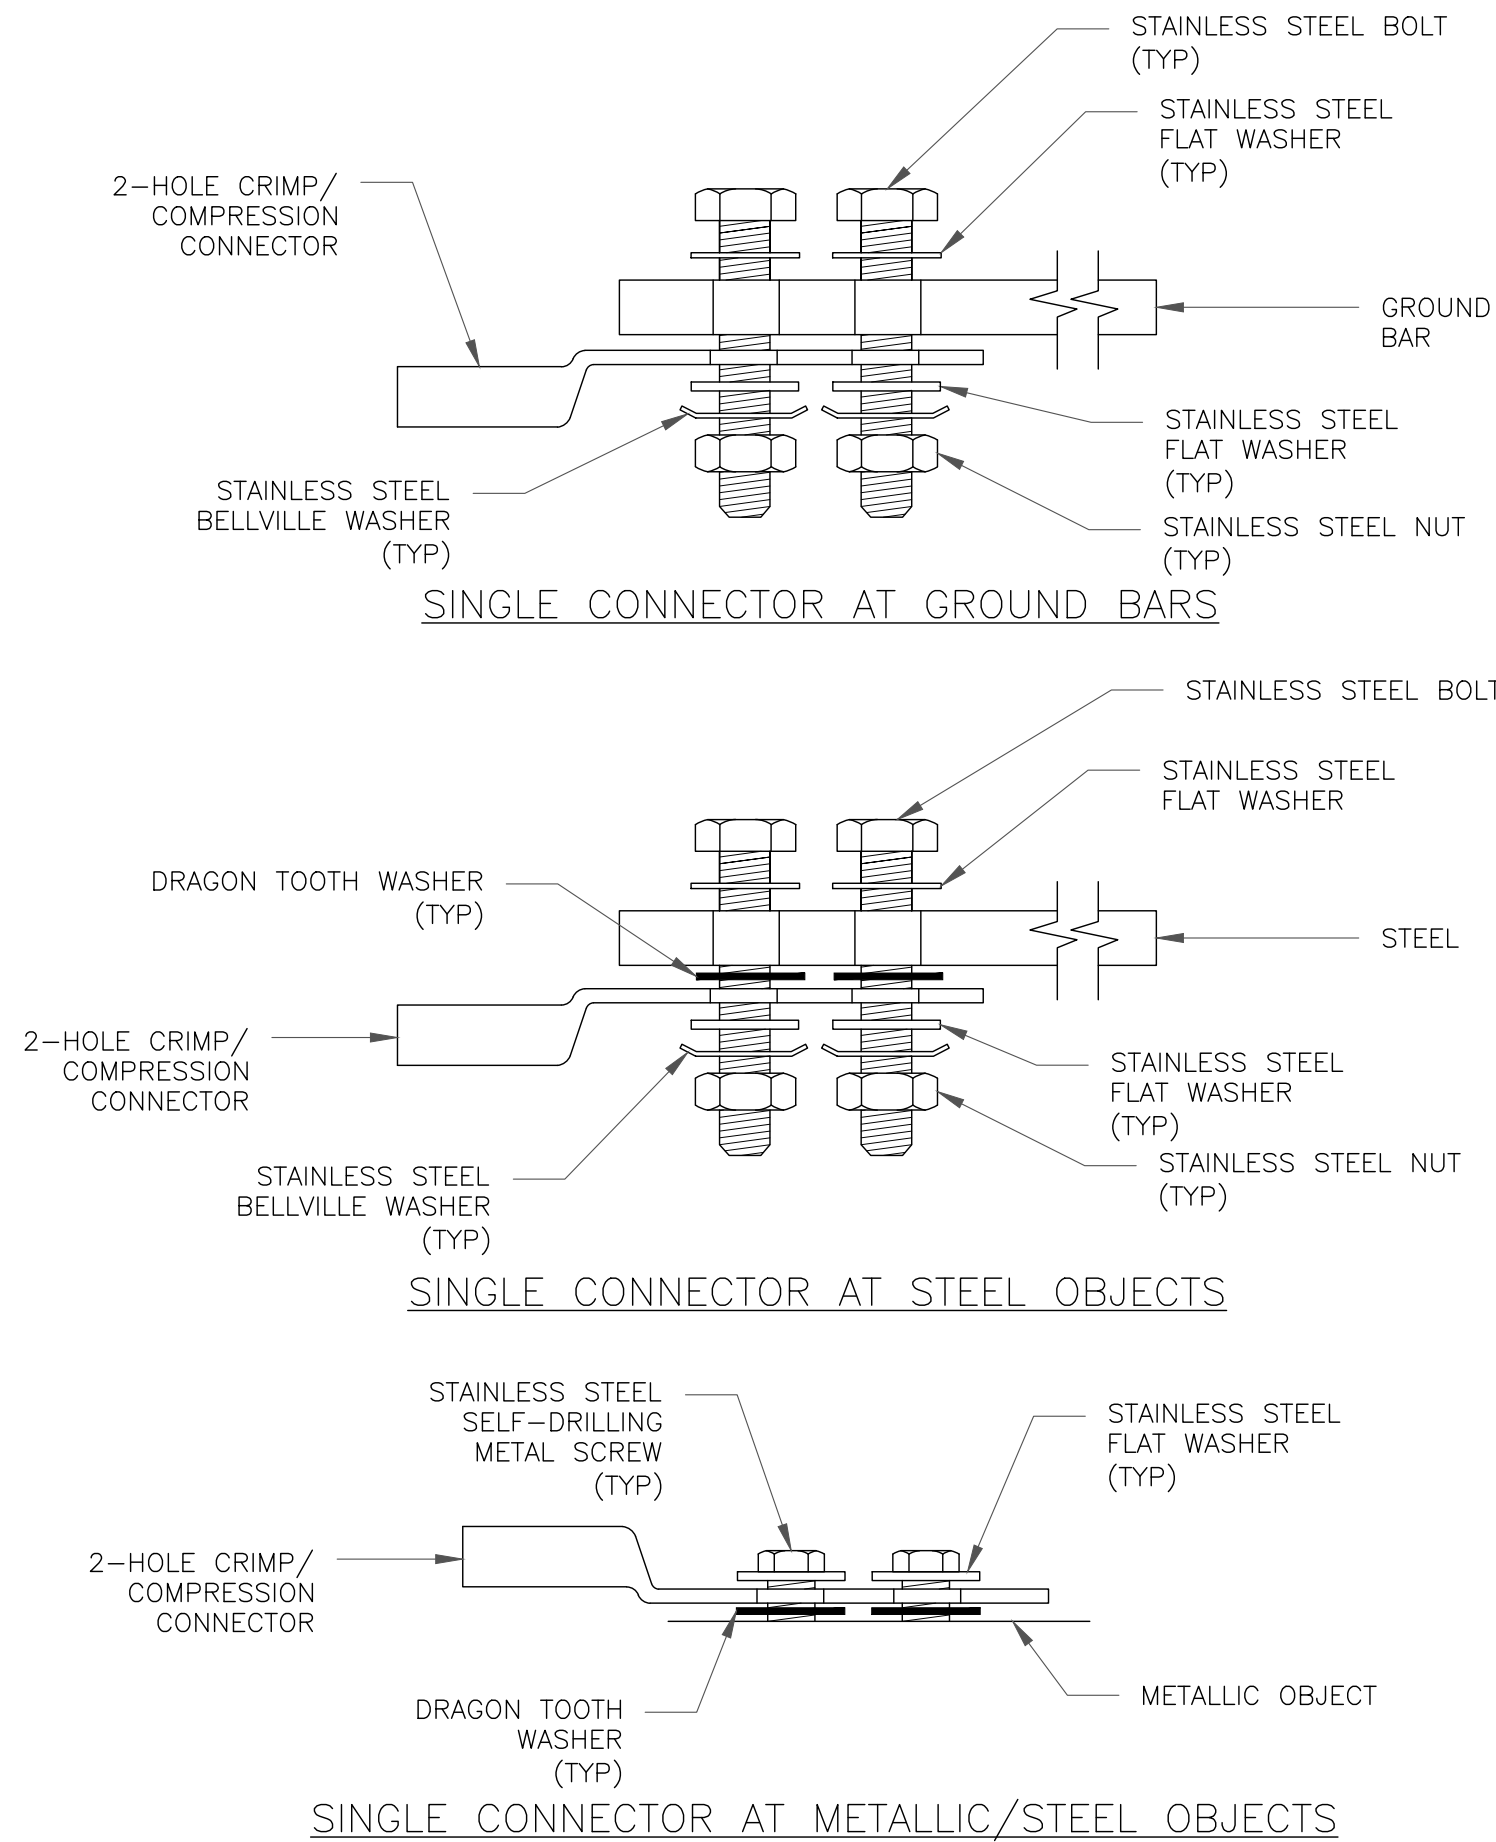 STAINLESS STEEL BOLT
(TYP)
STAINLESS STEEL
FLAT WASHER
(TYP)
2-HOLE CRIMP/
COMPRESSION
CONNECTOR
GROUND
BAR
STAINLESS STEEL
FLAT WASHER
(TYP)
STAINLESS STEEL
BELLVILLE WASHER
(TYP)
STAINLESS STEEL NUT
(TYP)
SINGLE CONNECTOR AT GROUND BARS
STAINLESS STEEL BOLT
STAINLESS STEEL
FLAT WASHER
DRAGON TOOTH WASHER
(TYP)
STEEL
2-HOLE CRIMP/
COMPRESSION
CONNECTOR
STAINLESS STEEL
FLAT WASHER
(TYP)
STAINLESS STEEL NUT
(TYP)
STAINLESS STEEL
BELLVILLE WASHER
(TYP)
SINGLE CONNECTOR AT STEEL OBJECTS
STAINLESS STEEL
SELF-DRILLING
METAL SCREW
(TYP)
STAINLESS STEEL
FLAT WASHER
(TYP)
2-HOLE CRIMP/
COMPRESSION
CONNECTOR
METALLIC OBJECT
DRAGON TOOTH
WASHER
(TYP)
SINGLE CONNECTOR AT METALLIC/STEEL OBJECTS